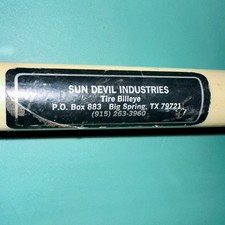 SUN DEVIL INDUSTRIES
Tire Billeye
P.O. Box 883 Big Spring, TX 79721
(915) 263-3960